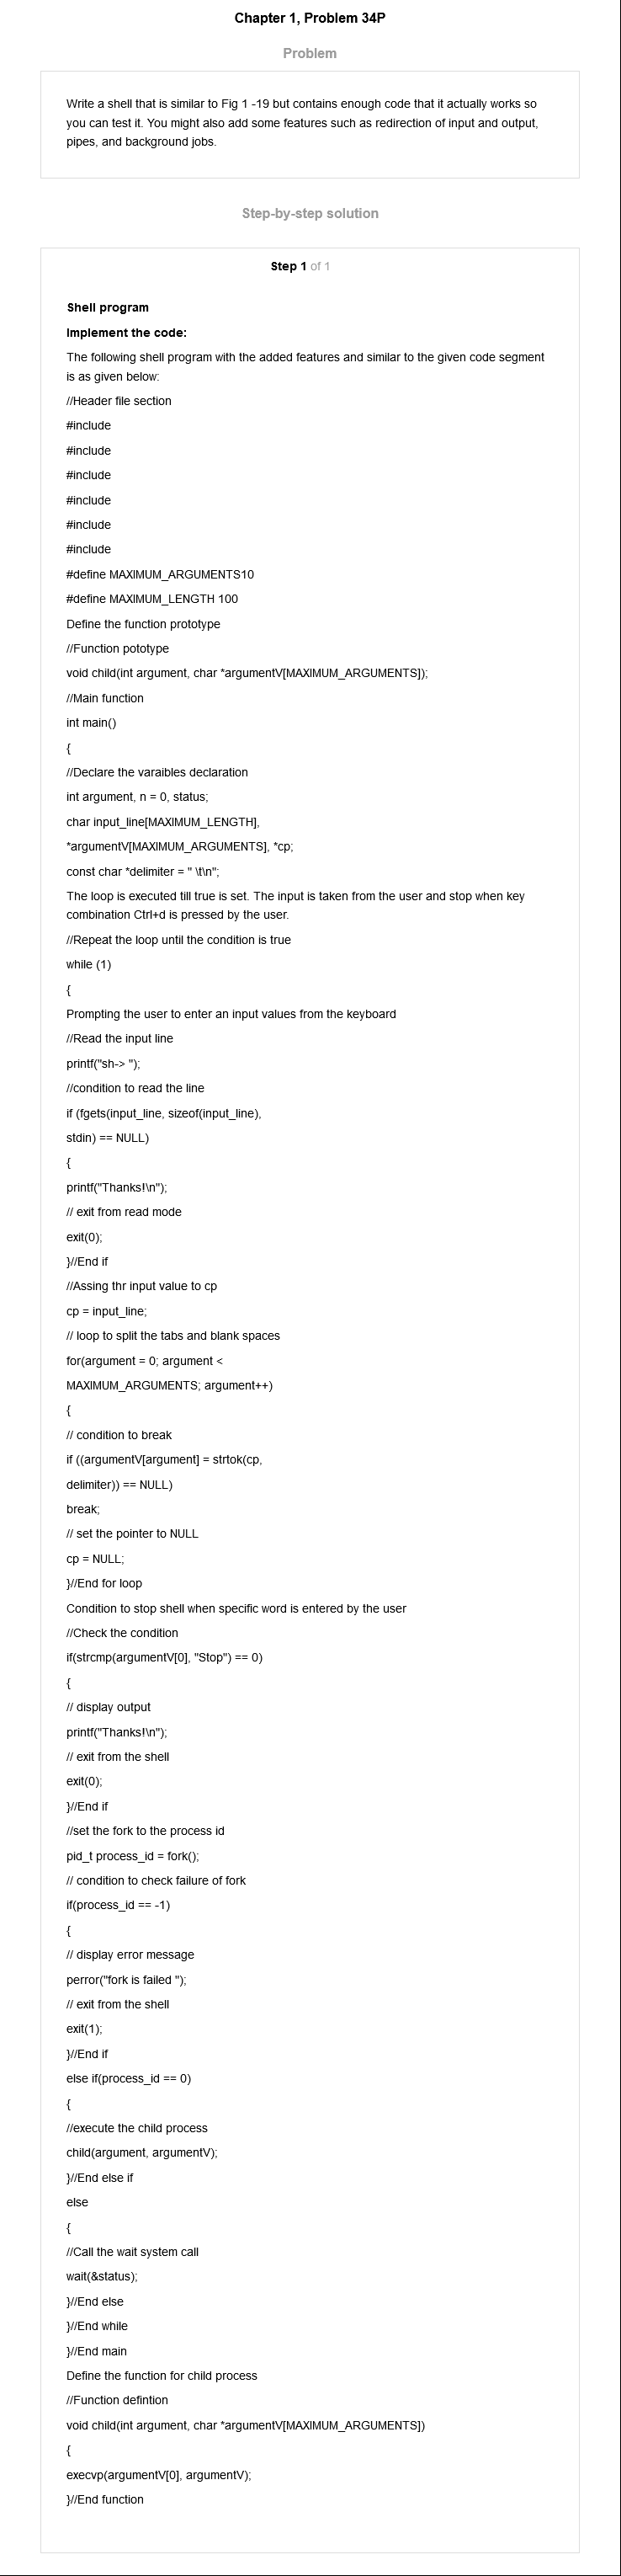 Chapter 1, Problem 34P
Problem
Write a shell that is similar to Fig 1 -19 but contains enough code that it actually works so
you can test it. You might also add some features such as redirection of input and output,
pipes, and background jobs.
Step-by-step solution
Step 1 of 1
Shell program
Implement the code:
The following shell program with the added features and similar to the given code segment
is as given below:
//Header file section
#include
#include
#include
#include
#include
#include
#define MAXIMUM_ARGUMENTS10
#define MAXIMUM_LENGTH 100
Define the function prototype
//Function pototype
void child(int argument, char *argumentV[MAXIMUM_ARGUMENTS]);
//Main function
int main()
{
//Declare the varaibles declaration
int argument, n = 0, status;
char input_line[MAXIMUM_LENGTH],
*argumentV[MAXIMUM_ARGUMENTS], *cp;
const char *delimiter = " \t\n";
The loop is executed till true is set. The input is taken from the user and stop when key
combination Ctrl+d is pressed by the user.
//Repeat the loop until the condition is true
while (1)
{
Prompting the user to enter an input values from the keyboard
//Read the input line
printf("sh-> ");
//condition to read the line
if (fgets(input_line, sizeof(input_line),
stdin) == NULL)
{
printf("Thanks!\n");
// exit from read mode
exit(0);
}//End if
//Assing thr input value to cp
cp = input_line;
// loop to split the tabs and blank spaces
for(argument = 0; argument <
MAXIMUM_ARGUMENTS; argument++)
{
// condition to break
if ((argumentV[argument] = strtok(cp,
delimiter)) == NULL)
break;
// set the pointer to NULL
cp = NULL;
}//End for loop
Condition to stop shell when specific word is entered by the user
//Check the condition
if(strcmp(argumentV[0], "Stop") == 0)
{
// display output
printf("Thanks!\n");
// exit from the shell
exit(0);
}//End if
//set the fork to the process id
pid_t process_id = fork();
// condition to check failure of fork
if(process_id == -1)
{
// display error message
perror("fork is failed ");
// exit from the shell
exit(1);
}//End if
else if(process_id == 0)
{
//execute the child process
child(argument, argumentV);
}//End else if
else
{
//Call the wait system call
wait(&status);
}//End else
}//End while
}//End main
Define the function for child process
//Function defintion
void child(int argument, char *argumentV[MAXIMUM_ARGUMENTS])
{
execvp(argumentV[0], argumentV);
}//End function